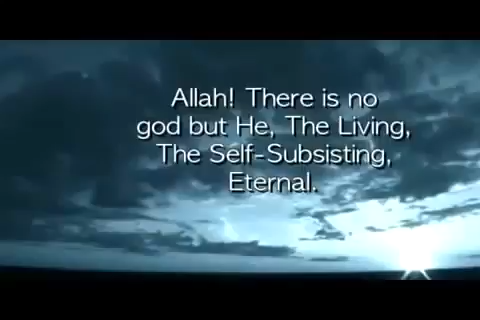 Allah! There is no
god but He, The Living,
The Self-Subsisting,
Eternal.